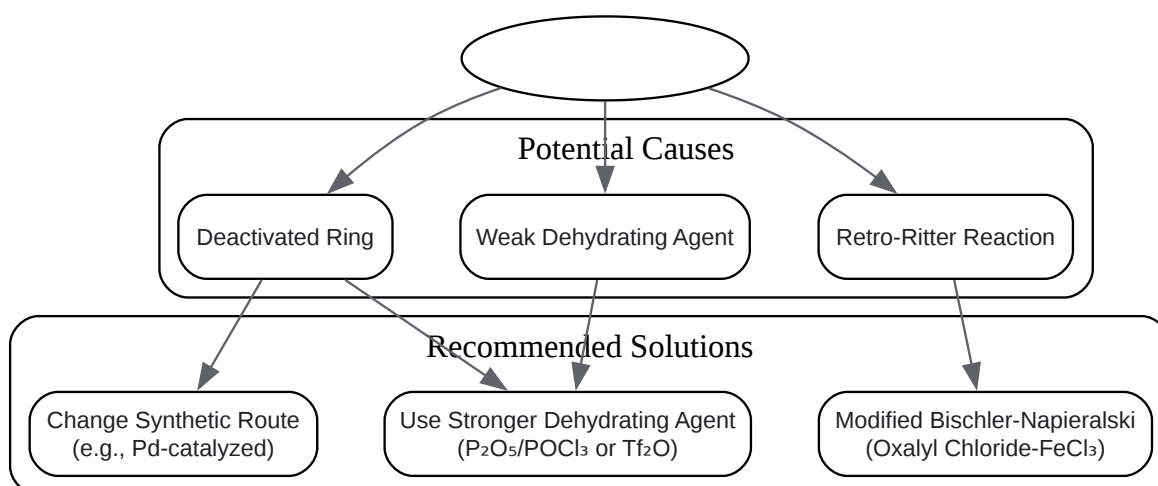 Potential Causes
Deactivated Ring
Weak Dehydrating Agent
Retro-Ritter Reaction
Recommended Solutions
Change Synthetic Route
(e.g., Pd-catalyzed)
Use Stronger Dehydrating Agent
(P₂O₅/POCl₃ or Tf₂O)
Modified Bischler-Napieralski
(Oxalyl Chloride-FeCl₃)